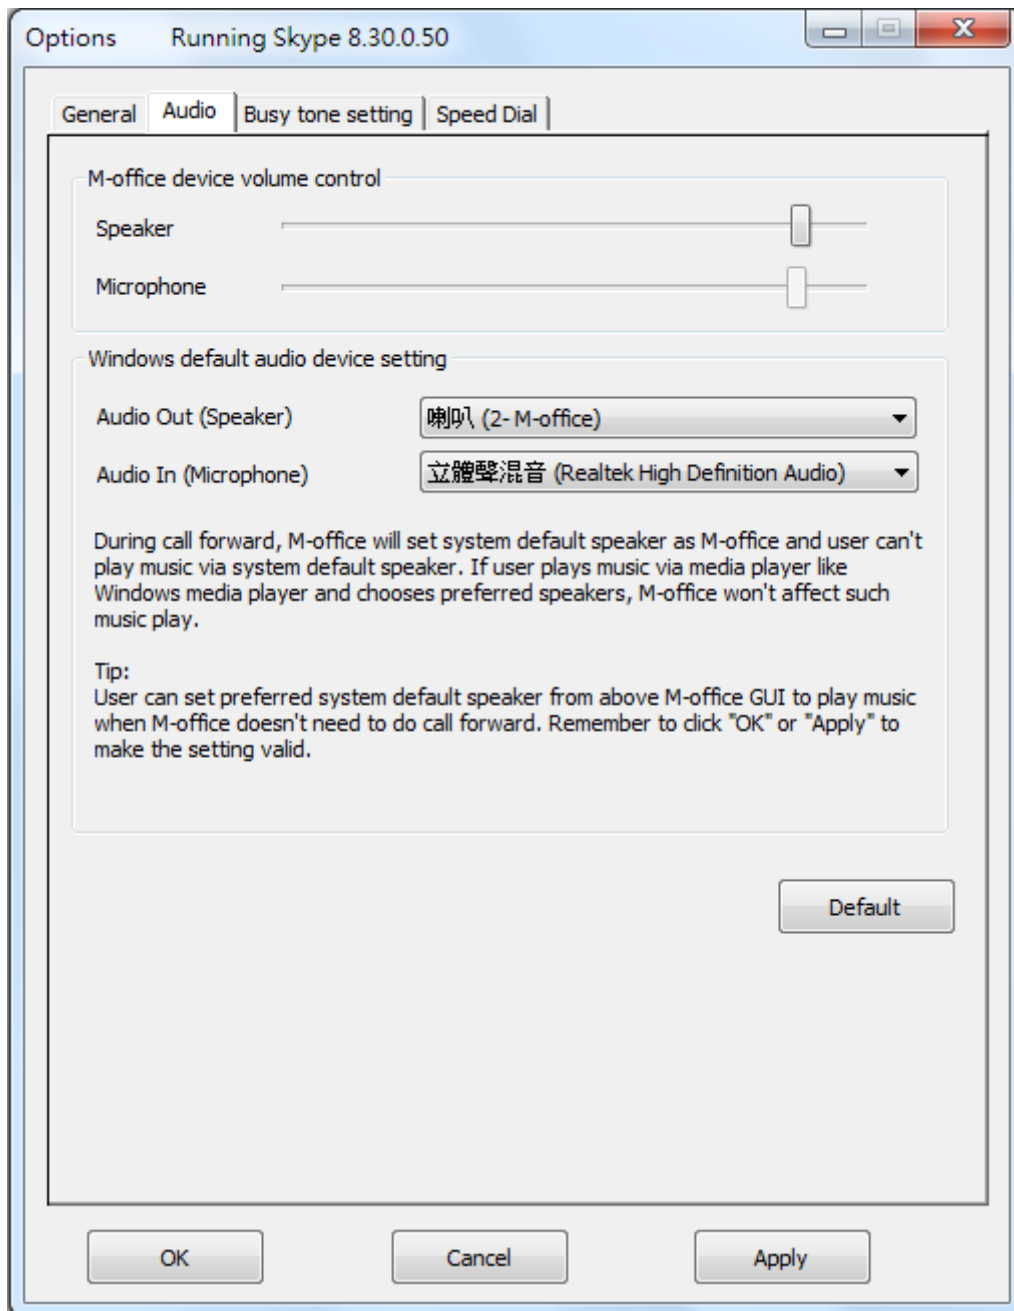 Options Running Skype 8.30.0.50
General Audio Busy tone setting Speed Dial
M-office device volume control
Speaker
Microphone
Windows default audio device setting
Audio Out (Speaker) 喇叭 (2- M-office)
Audio In (Microphone) 立體聲混音 (Realtek High Definition Audio)
During call forward, M-office will set system default speaker as M-office and user can't
play music via system default speaker. If user plays music via media player like
Windows media player and chooses preferred speakers, M-office won't affect such
music play.
Tip:
User can set preferred system default speaker from above M-office GUI to play music
when M-office doesn't need to do call forward. Remember to click "OK" or "Apply" to
make the setting valid.
Default
OK Cancel Apply